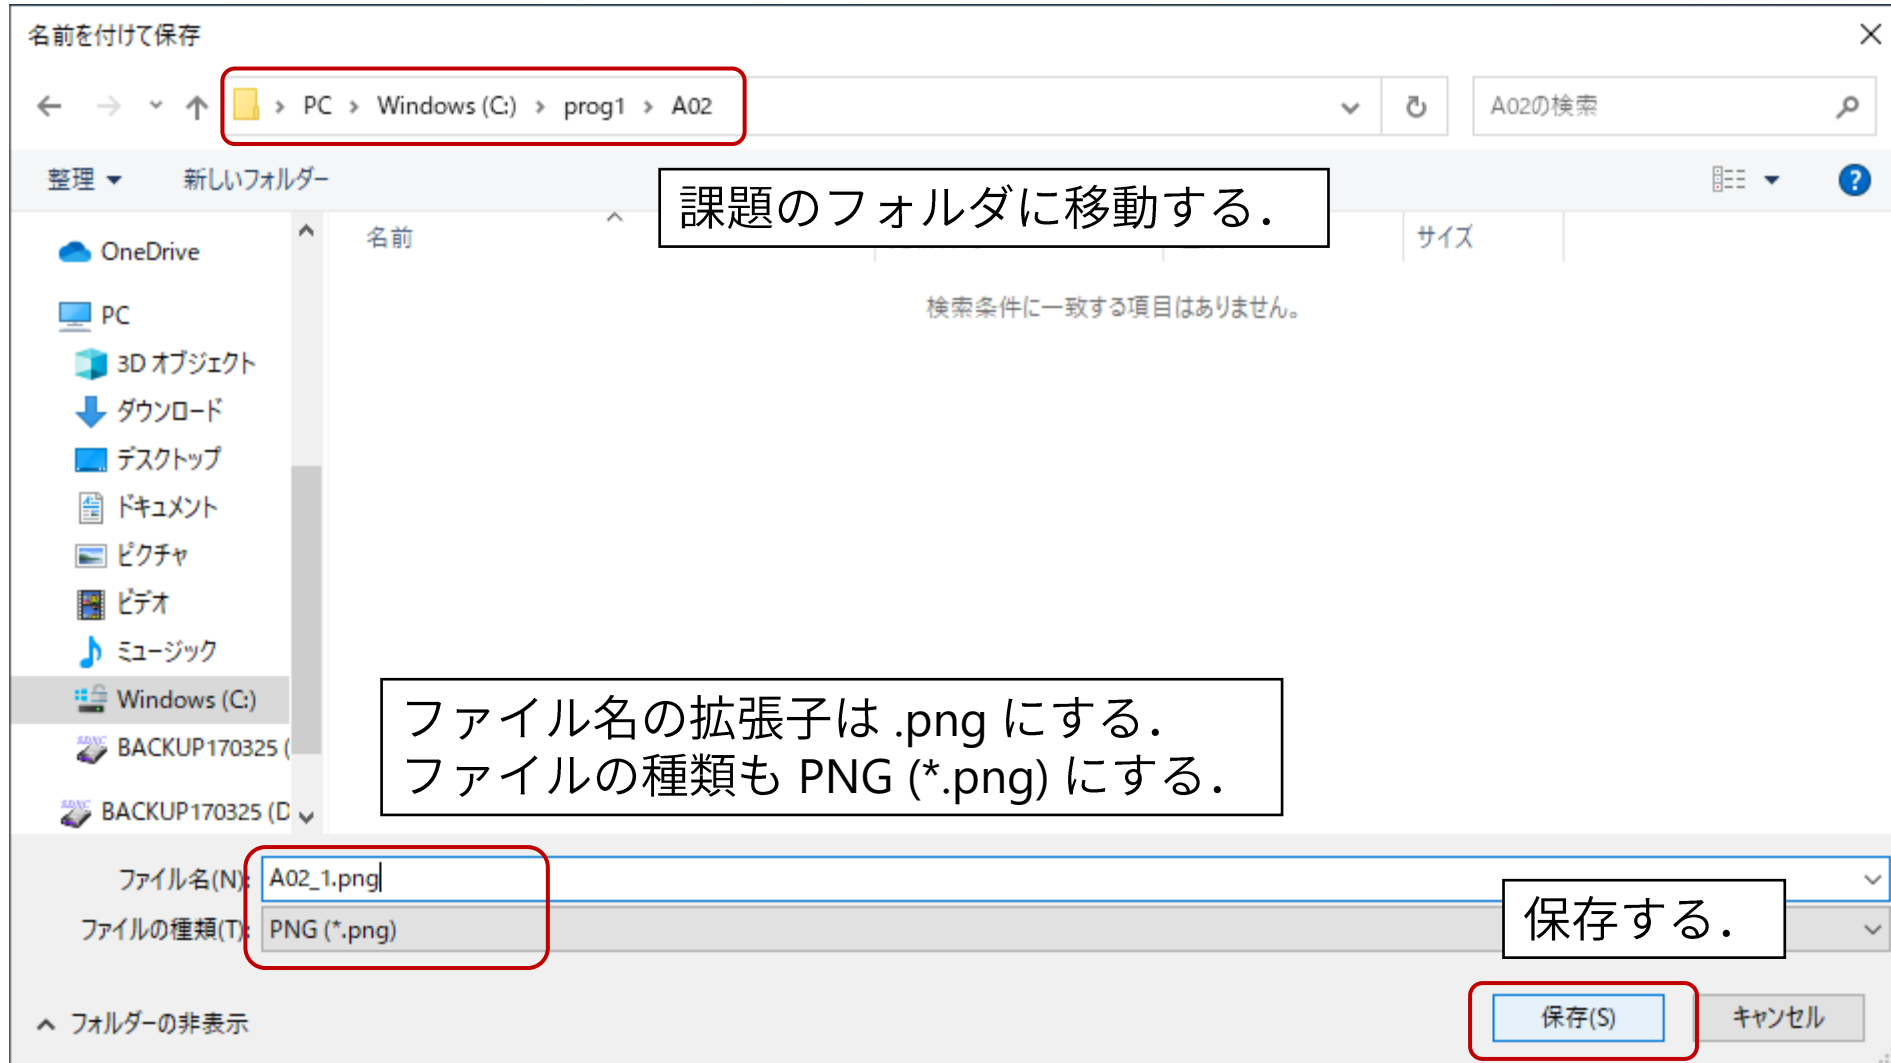 名前を付けて保存
PC › Windows (C:) › prog1 › A02
A02の検索
整理
新しいフォルダー
課題のフォルダに移動する．
名前
サイズ
検索条件に一致する項目はありません。
OneDrive
PC
3D オブジェクト
ダウンロード
デスクトップ
ドキュメント
ピクチャ
ビデオ
ミュージック
Windows (C:)
BACKUP170325 (
BACKUP170325 (D
ファイル名の拡張子は .png にする．
ファイルの種類も PNG (*.png) にする．
ファイル名(N): A02_1.png
ファイルの種類(T): PNG (*.png)
保存する．
フォルダーの非表示
保存(S)
キャンセル